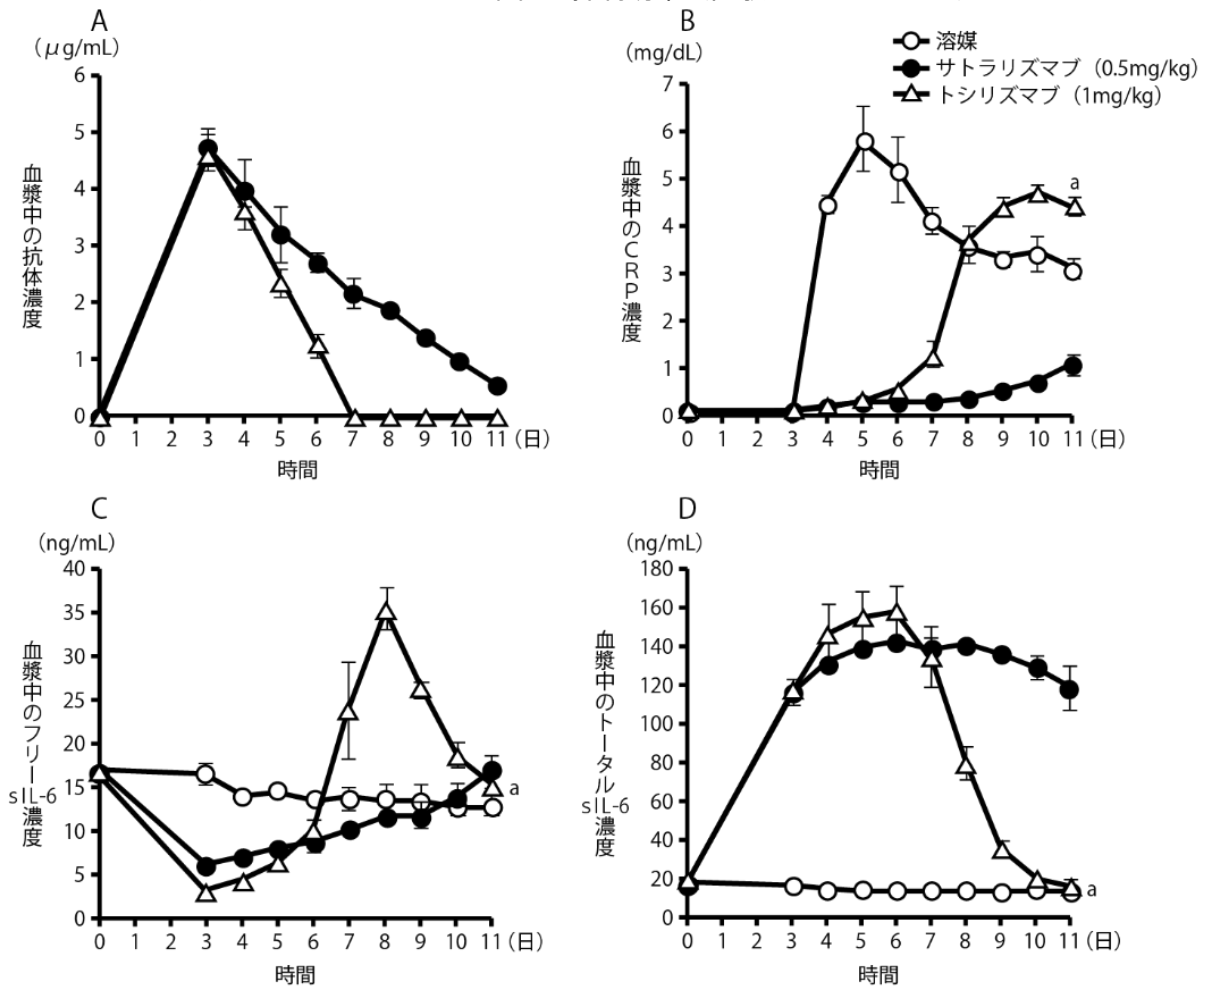 A
(μg/mL)
血漿中の抗体濃度
6
5
4
3
2
1
0
0 1 2 3 4 5 6 7 8 9 10 11 (日)
時間
B
(mg/dL)
溶媒
サトラリズマブ (0.5mg/kg)
トシリズマブ (1mg/kg)
血漿中のCRP濃度
7
6
5
4
3
2
1
0
a
0 1 2 3 4 5 6 7 8 9 10 11 (日)
時間
C
(ng/mL)
血漿中のフリーsIL-6濃度
40
35
30
25
20
15
10
5
0
a
0 1 2 3 4 5 6 7 8 9 10 11 (日)
時間
D
(ng/mL)
血漿中のトータルsIL-6濃度
180
160
140
120
100
80
60
40
20
0
a
0 1 2 3 4 5 6 7 8 9 10 11 (日)
時間